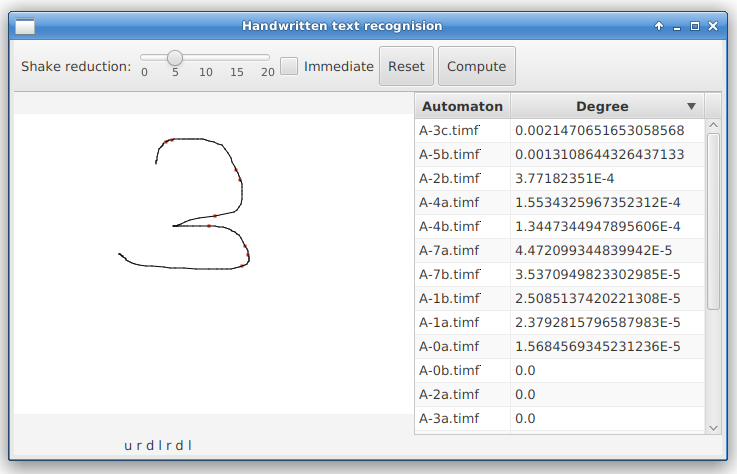 Handwritten text recognision
Shake reduction:
0 5 10 15 20
Immediate
Reset
Compute
3
Automaton Degree
A-3c.timf 0.0021470651653058568
A-5b.timf 0.0013108644326437133
A-2b.timf 3.77182351E-4
A-4a.timf 1.5534325967352312E-4
A-4b.timf 1.3447344947895606E-4
A-7a.timf 4.472099344839942E-5
A-7b.timf 3.5370949823302985E-5
A-1b.timf 2.5085137420221308E-5
A-1a.timf 2.3792815796587983E-5
A-0a.timf 1.5684569345231236E-5
A-0b.timf 0.0
A-2a.timf 0.0
A-3a.timf 0.0
u r d l r d l